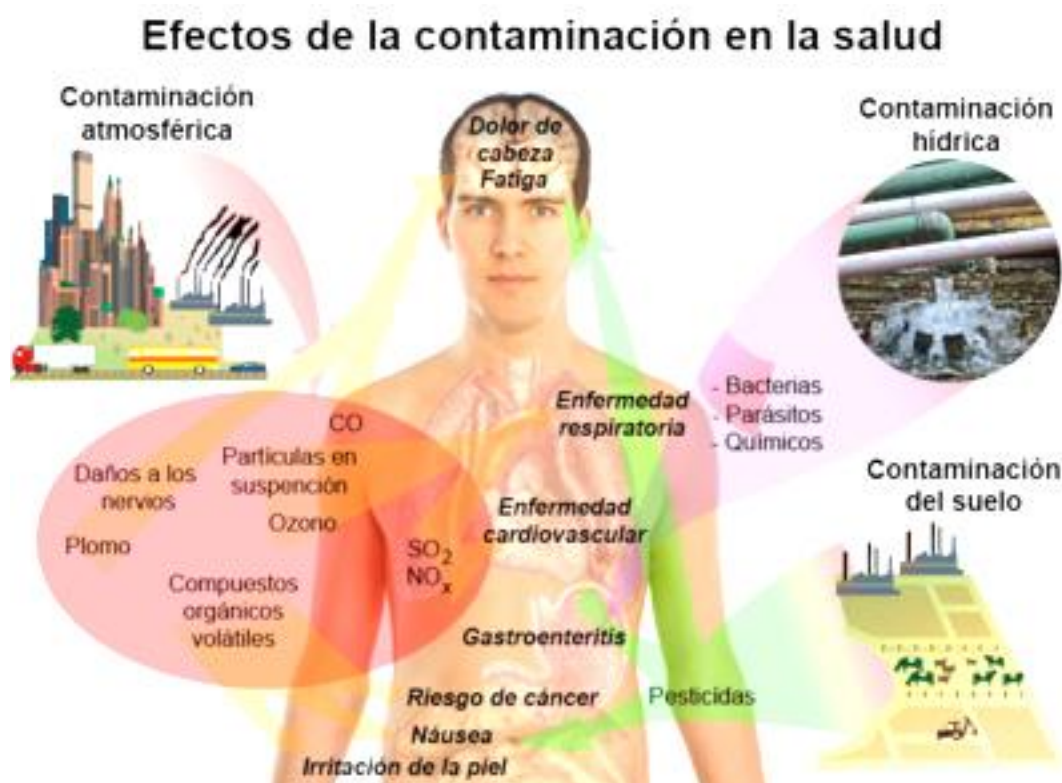 Efectos de la contaminación en la salud
Contaminación
atmosférica
Contaminación
hídrica
Dolor de
cabeza
Fatiga
CO
Partículas en
suspención
Daños a los
nervios
Ozono
Plomo
SO₂
NOₓ
Compuestos
orgánicos
volátiles
Enfermedad
respiratoria
- Bacterias
- Parásitos
- Químicos
Contaminación
del suelo
Enfermedad
cardiovascular
Gastroenteritis
Riesgo de cáncer
Pesticidas
Náusea
Irritación de la piel